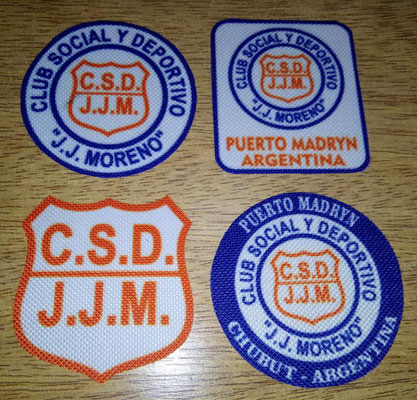 CLUB SOCIAL Y DEPORTIVO
C.S.D.
J.J.M.
"J.J. MORENO"
CLUB SOCIAL Y DEPORTIVO
C.S.D.
J.J.M.
"J.J. MORENO"
PUERTO MADRYN
ARGENTINA
C.S.D.
J.J.M.
PUERTO MADRYN
CLUB SOCIAL Y DEPORTIVO
C.S.D.
J.J.M.
"J.J. MORENO"
CHUBUT - ARGENTINA